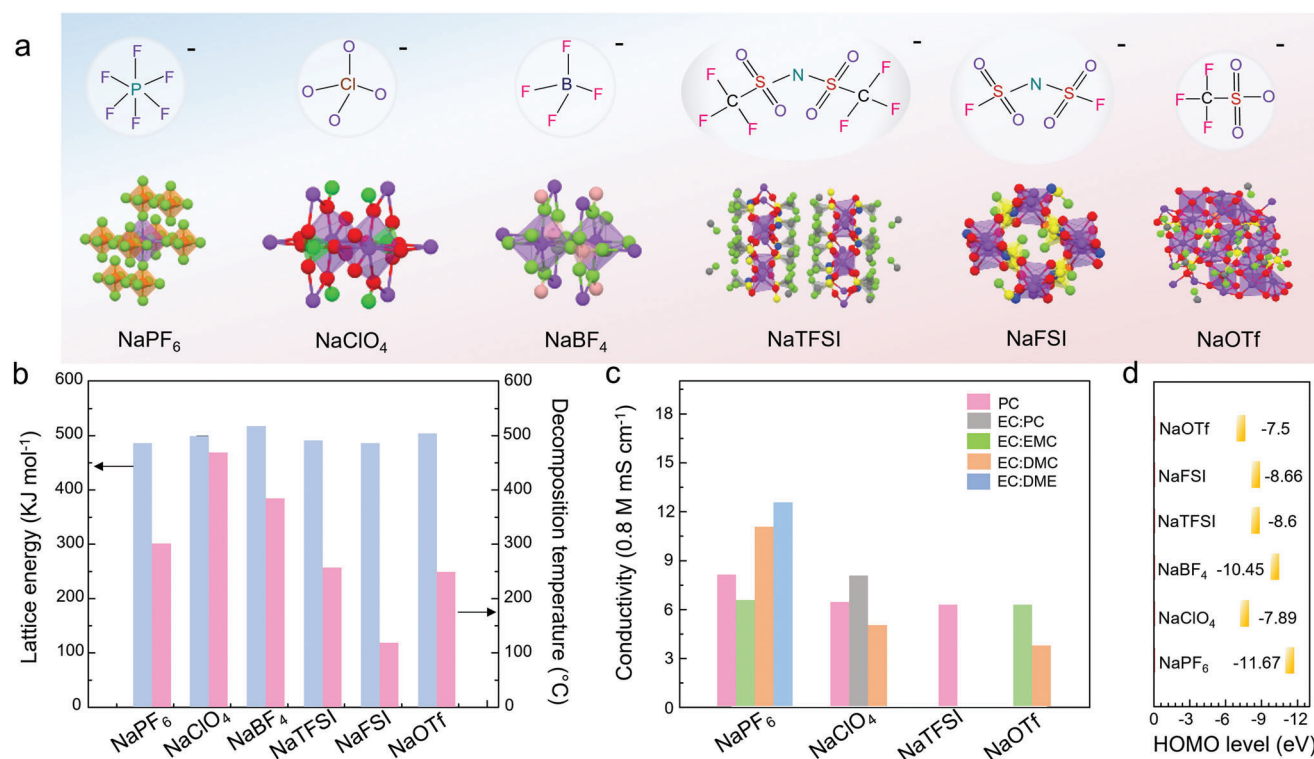 a
F F F P F F F -
O O Cl O O -
F F B F F -
F F F C S O O N O O S C F F F -
O O S F N S F O O -
F F F C O S O O -
NaPF6
NaClO4
NaBF4
NaTFSI
NaFSI
NaOTf
b
Lattice energy (KJ mol-1)
600
500
400
300
200
100
0
600
500
400
300
200
100
0
Decomposition temperature (°C)
NaPF6
NaClO4
NaBF4
NaTFSI
NaFSI
NaOTf
c
Conductivity (0.8 M mS cm-1)
18
15
12
9
6
3
0
PC
EC:PC
EC:EMC
EC:DMC
EC:DME
NaPF6
NaClO4
NaTFSI
NaOTf
d
NaOTf -7.5
NaFSI -8.66
NaTFSI -8.6
NaBF4 -10.45
NaClO4 -7.89
NaPF6 -11.67
0 -3 -6 -9 -12
HOMO level (eV)